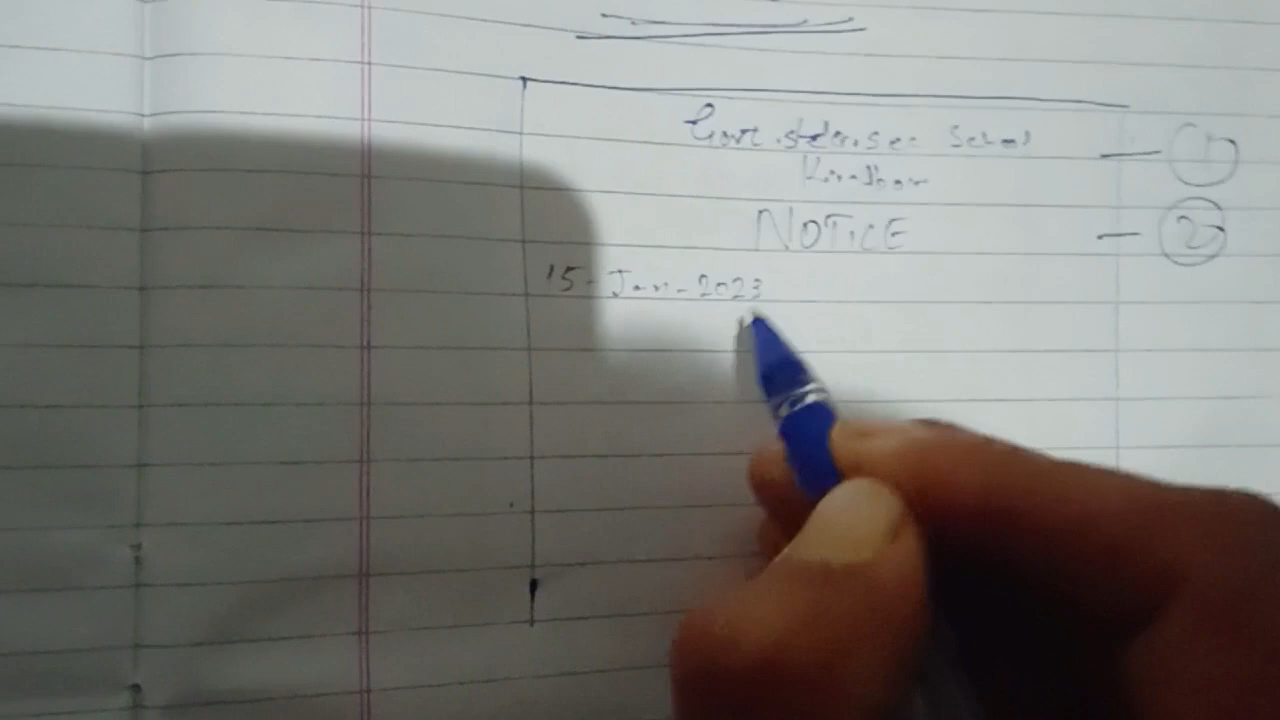 Govt. Sr. Sec School — 1
NOTICE — 2
15-Jan-2023